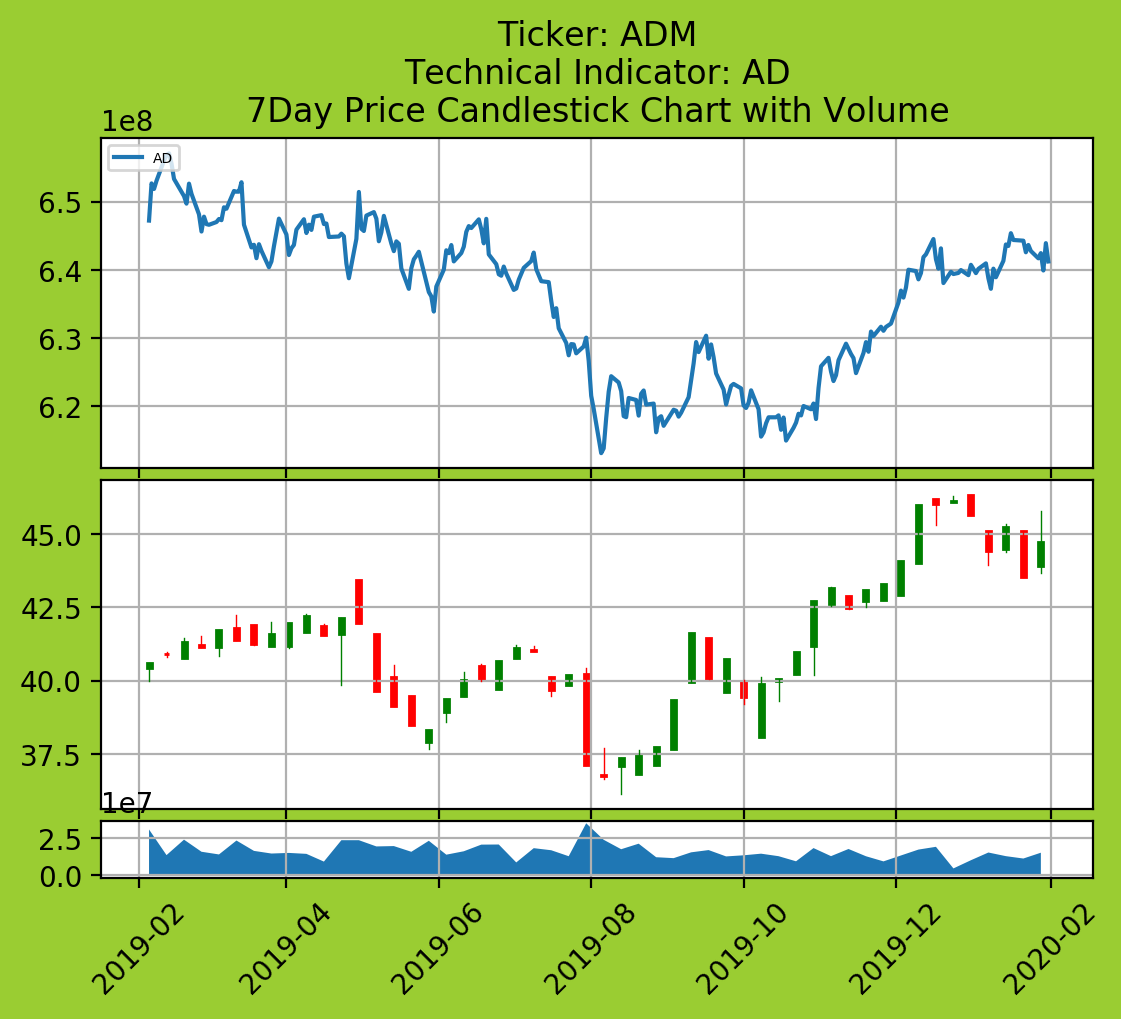 Ticker: ADM
Technical Indicator: AD
7Day Price Candlestick Chart with Volume
1e8
AD
6.5
6.4
6.3
6.2
45.0
42.5
40.0
37.5
1e7
2.5
0.0
2019-02
2019-04
2019-06
2019-08
2019-10
2019-12
2020-02